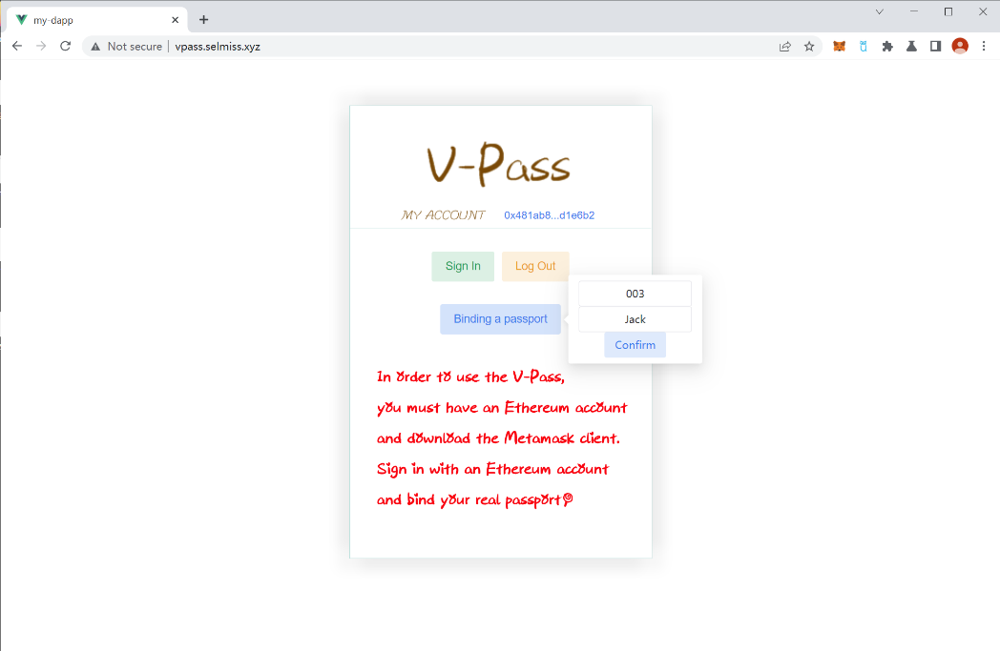 my-dapp
Not secure
vpass.selmiss.xyz
V-Pass
MY ACCOUNT 0x481ab8...d1e6b2
Sign In Log Out
003
Binding a passport Jack
Confirm
In order to use the V-Pass,
you must have an Ethereum account
and download the Metamask client.
Sign in with an Ethereum account
and bind your real passport